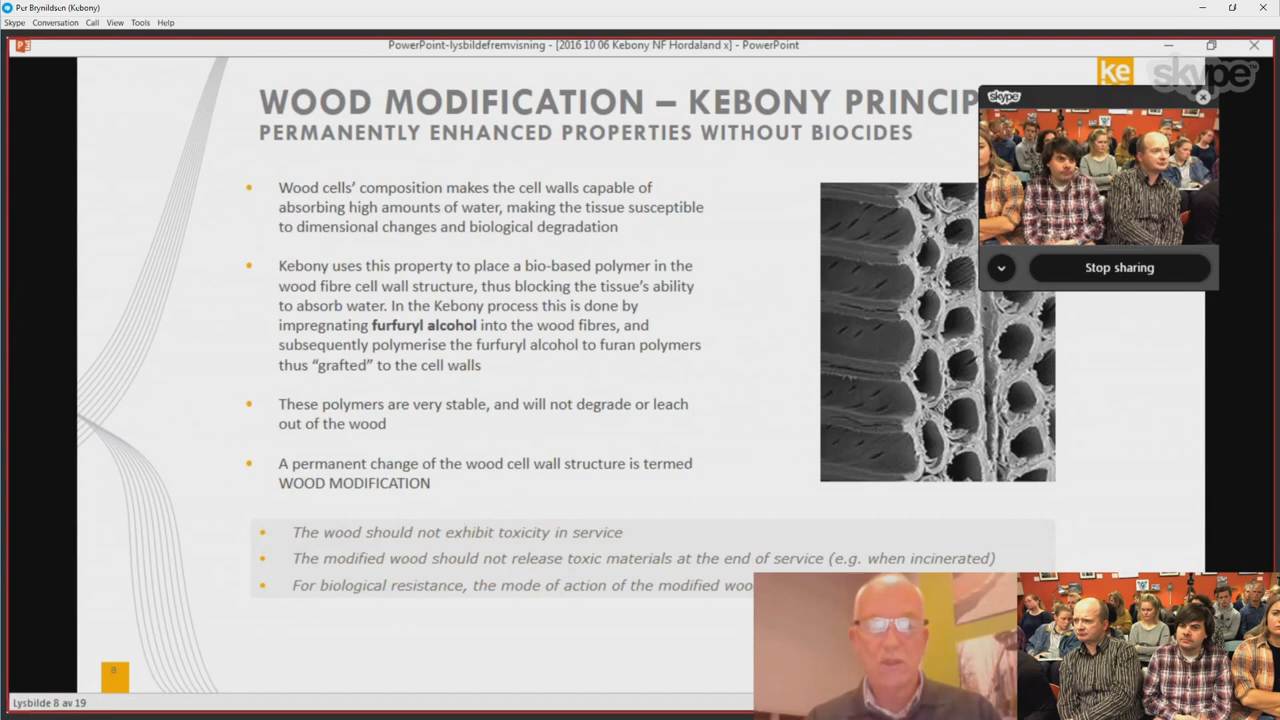 Per Brynildsen (Kebony)
Skype Conversation Call View Tools Help
PowerPoint-lysbildefremvisning - [2016 10 06 Kebony NF Hordaland x] - PowerPoint
ke
skype™
WOOD MODIFICATION – KEBONY PRINCIP
PERMANENTLY ENHANCED PROPERTIES WITHOUT BIOCIDES
skype
Stop sharing
• Wood cells’ composition makes the cell walls capable of
absorbing high amounts of water, making the tissue susceptible
to dimensional changes and biological degradation
• Kebony uses this property to place a bio-based polymer in the
wood fibre cell wall structure, thus blocking the tissue’s ability
to absorb water. In the Kebony process this is done by
impregnating furfuryl alcohol into the wood fibres, and
subsequently polymerise the furfuryl alcohol to furan polymers
thus “grafted” to the cell walls
• These polymers are very stable, and will not degrade or leach
out of the wood
• A permanent change of the wood cell wall structure is termed
WOOD MODIFICATION
• The wood should not exhibit toxicity in service
• The modified wood should not release toxic materials at the end of service (e.g. when incinerated)
• For biological resistance, the mode of action of the modified woo
8
Lysbilde 8 av 19